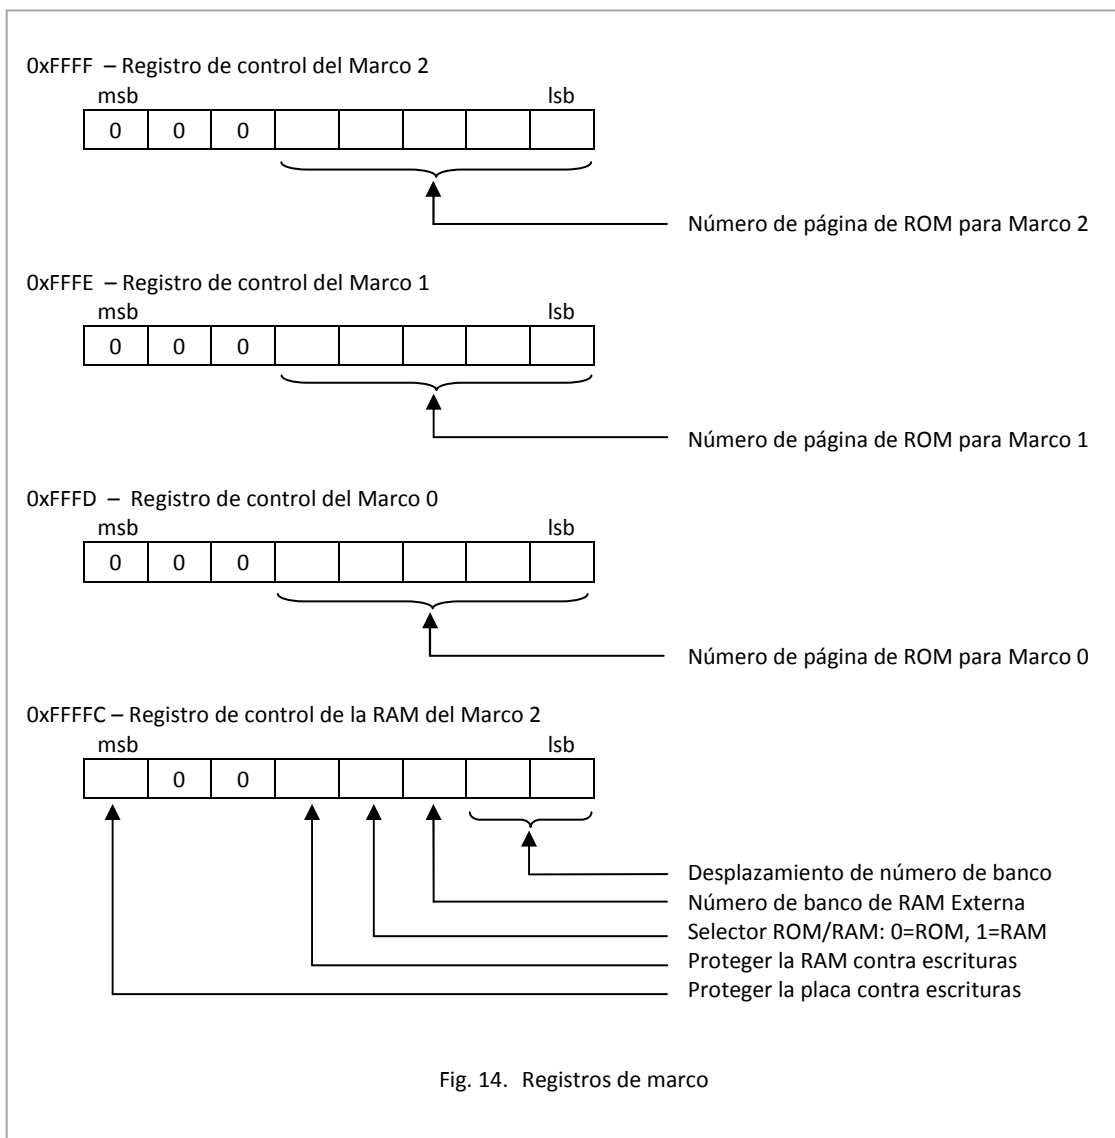 0xFFFF – Registro de control del Marco 2
msb lsb
0 0 0
Número de página de ROM para Marco 2
0xFFFE – Registro de control del Marco 1
msb lsb
0 0 0
Número de página de ROM para Marco 1
0xFFFD – Registro de control del Marco 0
msb lsb
0 0 0
Número de página de ROM para Marco 0
0xFFFFC – Registro de control de la RAM del Marco 2
msb lsb
0 0
Desplazamiento de número de banco
Número de banco de RAM Externa
Selector ROM/RAM: 0=ROM, 1=RAM
Proteger la RAM contra escrituras
Proteger la placa contra escrituras
Fig. 14. Registros de marco